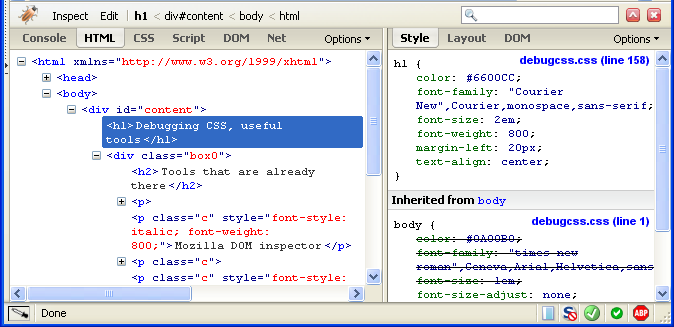 Inspect Edit h1 < div#content < body < html
Console HTML CSS Script DOM Net Options
Style Layout DOM Options
<html xmlns="http://www.w3.org/1999/xhtml">
<head>
<body>
<div id="content">
<h1>Debugging CSS, useful
tools</h1>
<div class="box0">
<h2>Tools that are already
there</h2>
<p>
<p class="c" style="font-style:
italic; font-weight:
800;">Mozilla DOM inspector</p>
<p class="c">
<p class="c" style="font-style:
h1 { debugcss.css (line 158)
color: #6600CC;
font-family: "Courier
New",Courier,monospace,sans-serif;
font-size: 2em;
font-weight: 800;
margin-left: 20px;
text-align: center;
}
Inherited from body
body { debugcss.css (line 1)
color: #0A00B0;
font-family: "times new
roman",Geneva,Arial,Helvetica,sans
font-size: 1em;
font-size-adjust: none;
Done
ABP